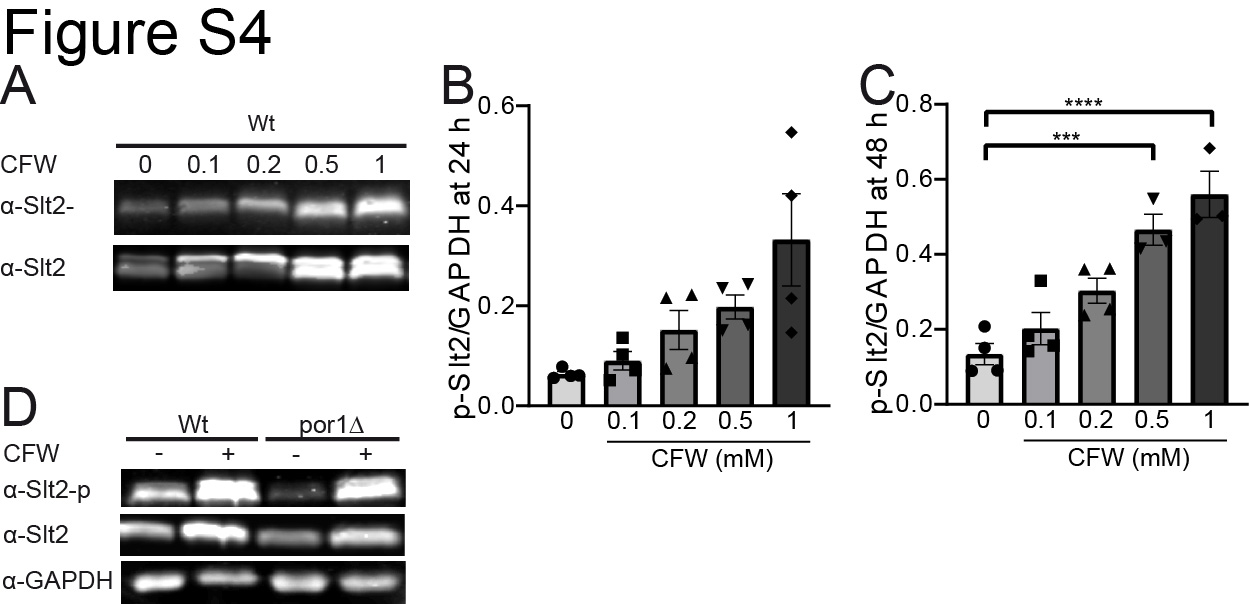 Figure S4
A
Wt
CFW 0 0.1 0.2 0.5 1
α-Slt2-
α-Slt2
B
p-Slt2/GAPDH at 24 h
0.6
0.4
0.2
0.0
0 0.1 0.2 0.5 1
CFW (mM)
C
p-Slt2/GAPDH at 48 h
0.8
0.6
0.4
0.2
0.0
****
***
0 0.1 0.2 0.5 1
CFW (mM)
D
Wt por1Δ
CFW - + - +
α-Slt2-p
α-Slt2
α-GAPDH